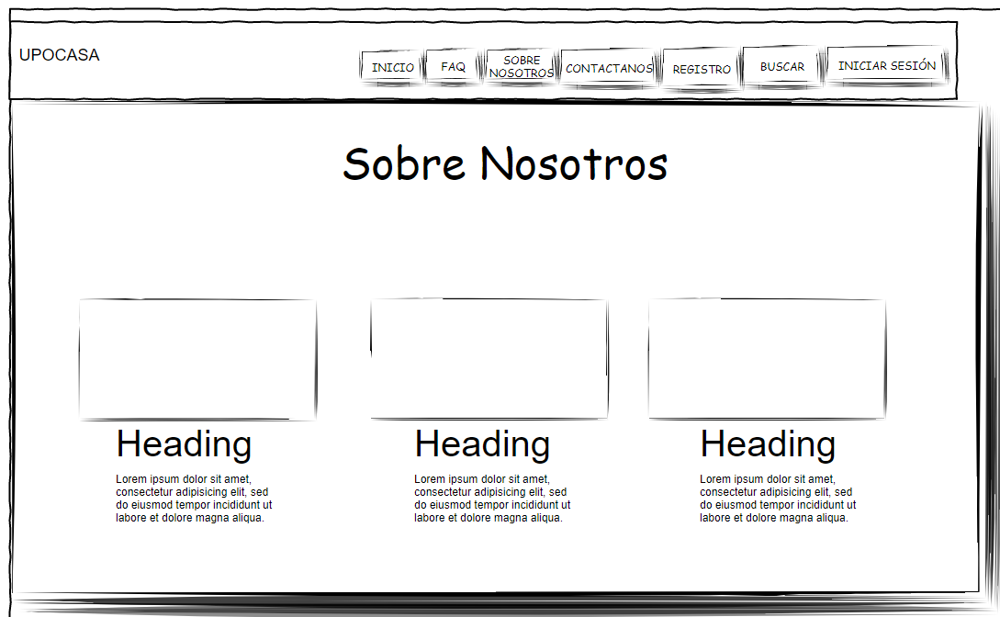 UPOCASA
INICIO
FAQ
SOBRE
NOSOTROS
CONTACTANOS
REGISTRO
BUSCAR
INICIAR SESIÓN
Sobre Nosotros
Heading
Lorem ipsum dolor sit amet,
consectetur adipisicing elit, sed
do eiusmod tempor incididunt ut
labore et dolore magna aliqua.
Heading
Lorem ipsum dolor sit amet,
consectetur adipisicing elit, sed
do eiusmod tempor incididunt ut
labore et dolore magna aliqua.
Heading
Lorem ipsum dolor sit amet,
consectetur adipisicing elit, sed
do eiusmod tempor incididunt ut
labore et dolore magna aliqua.